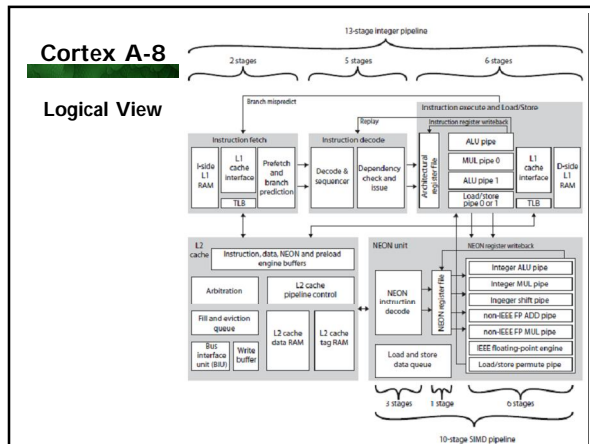 13-stage integer pipeline
Cortex A-8
2 stages
5 stages
6 stages
Logical View
Branch mispredict
Instruction execute and Load/Store
Replay
Instruction register writeback
Instruction fetch
Instruction decode
I-side
L1
RAM
L1
cache
interface
TLB
Prefetch
and
branch
prediction
Decode &
sequencer
Dependency
check and
issue
Architectural
register file
ALU pipe
MUL pipe 0
ALU pipe 1
Load/store
pipe 0 or 1
L1
cache
interface
TLB
D-side
L1
RAM
L2
cache
Instruction, data, NEON and preload
engine buffers
Arbitration
L2 cache
pipeline control
Fill and eviction
queue
L2 cache
data RAM
L2 cache
tag RAM
Bus
interface
unit (BIU)
Write
buffer
NEON unit
NEON register writeback
NEON
instruction
decode
NEON register file
Integer ALU pipe
Integer MUL pipe
Ingeger shift pipe
non-IEEE FP ADD pipe
non-IEEE FP MUL pipe
IEEE floating-point engine
Load/store permute pipe
Load and store
data queue
3 stages
1 stage
6 stages
10-stage SIMD pipeline